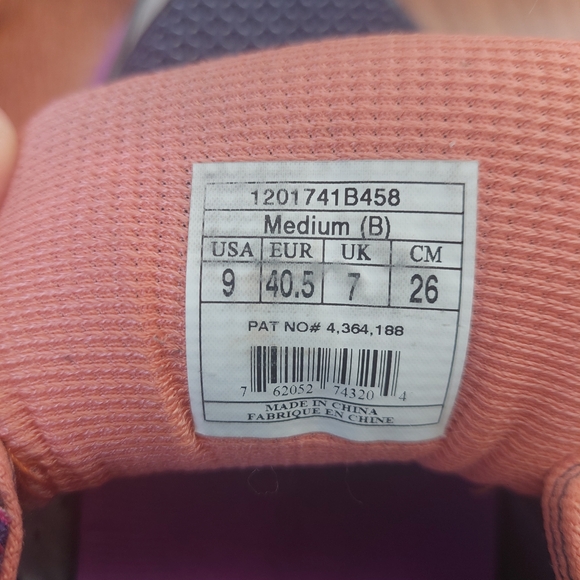 1201741B458
Medium (B)
USA EUR UK CM
9 40.5 7 26
PAT NO# 4,364,188
7 62052 74320 4
MADE IN CHINA
FABRIQUE EN CHINE